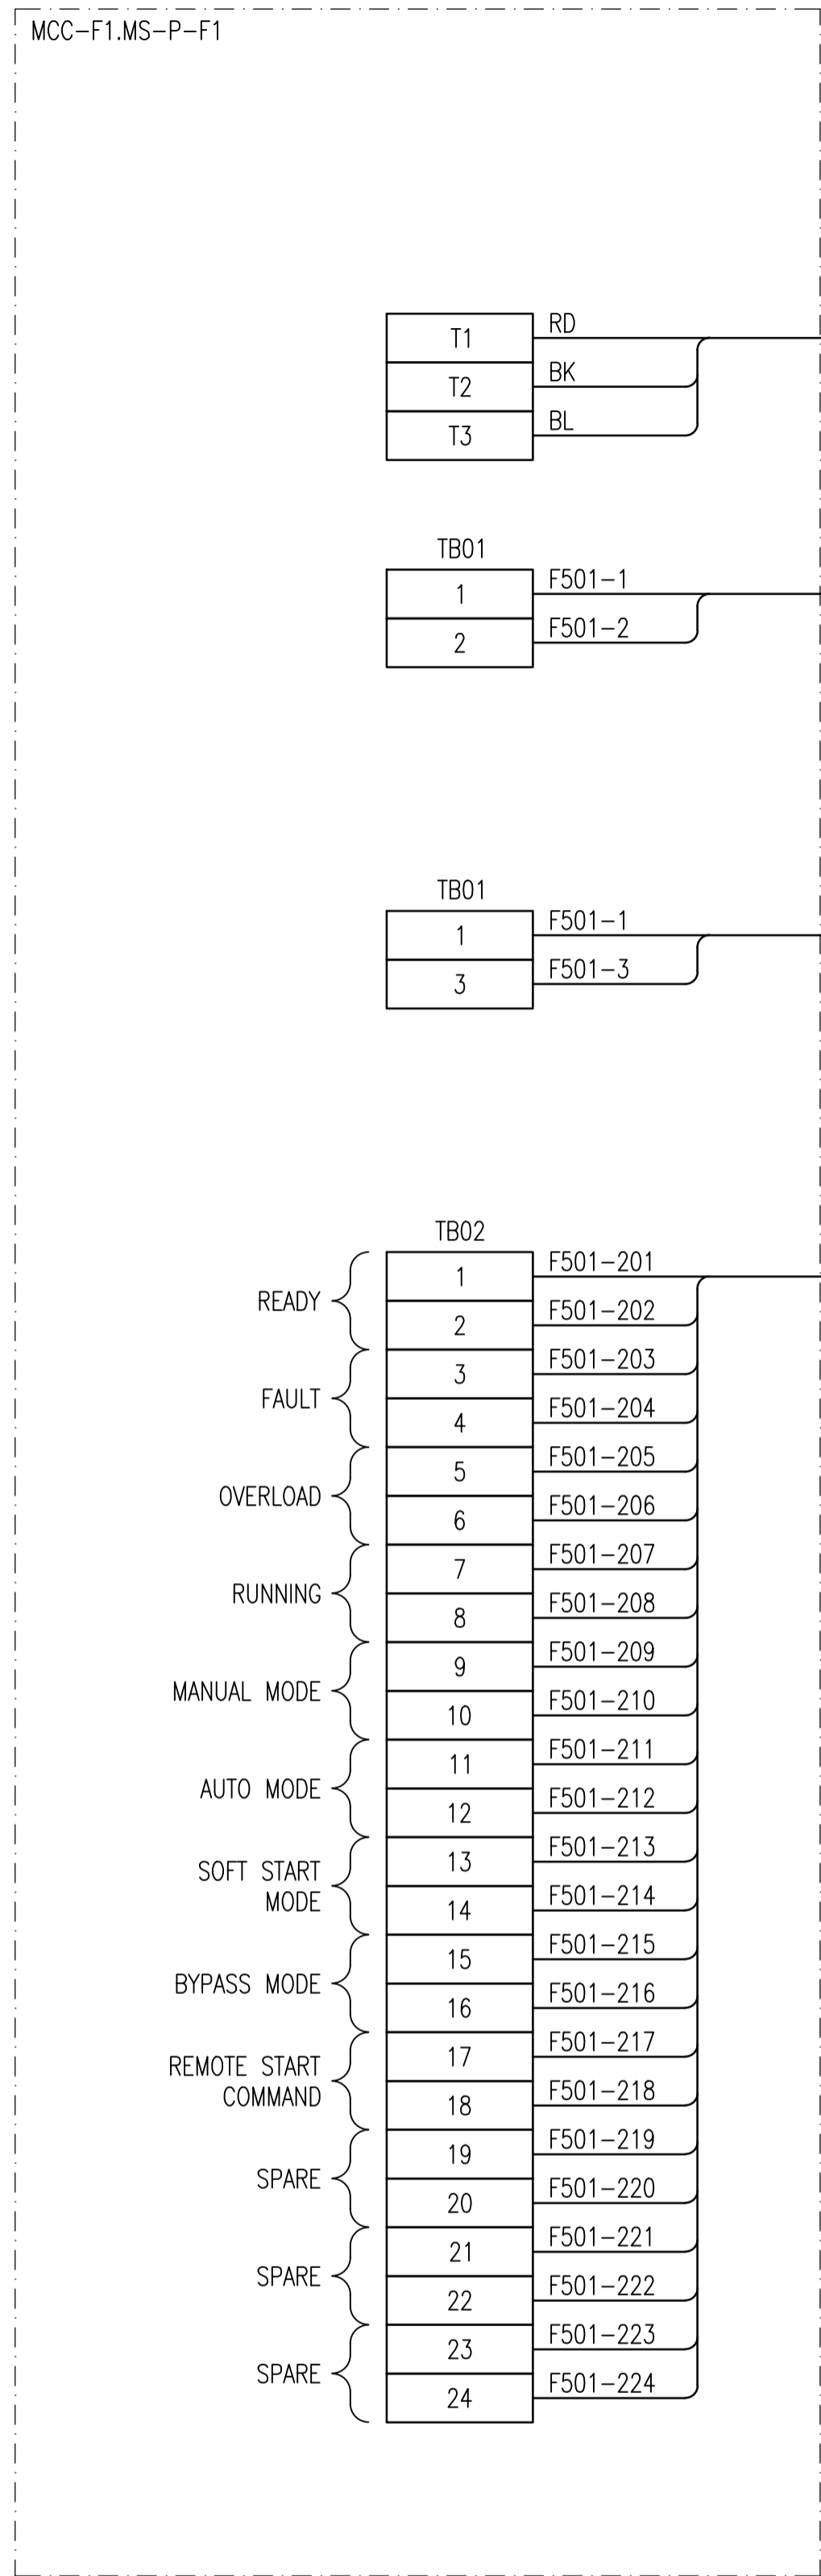 MCC-F1.MS-P-F1
T1 RD
T2 BK
T3 BL
TB01
1 F501-1
2 F501-2
TB01
1 F501-1
3 F501-3
TB02
READY
1 F501-201
2 F501-202
FAULT
3 F501-203
4 F501-204
OVERLOAD
5 F501-205
6 F501-206
RUNNING
7 F501-207
8 F501-208
MANUAL MODE
9 F501-209
10 F501-210
AUTO MODE
11 F501-211
12 F501-212
SOFT START
MODE
13 F501-213
14 F501-214
BYPASS MODE
15 F501-215
16 F501-216
REMOTE START
COMMAND
17 F501-217
18 F501-218
SPARE
19 F501-219
20 F501-220
SPARE
21 F501-221
22 F501-222
SPARE
23 F501-223
24 F501-224